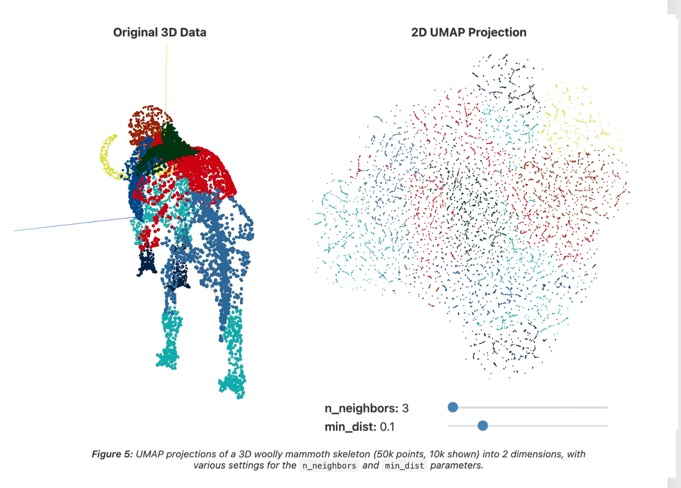 Original 3D Data
2D UMAP Projection
n_neighbors: 3
min_dist: 0.1
Figure 5: UMAP projections of a 3D woolly mammoth skeleton (50k points, 10k shown) into 2 dimensions, with
various settings for the n_neighbors and min_dist parameters.